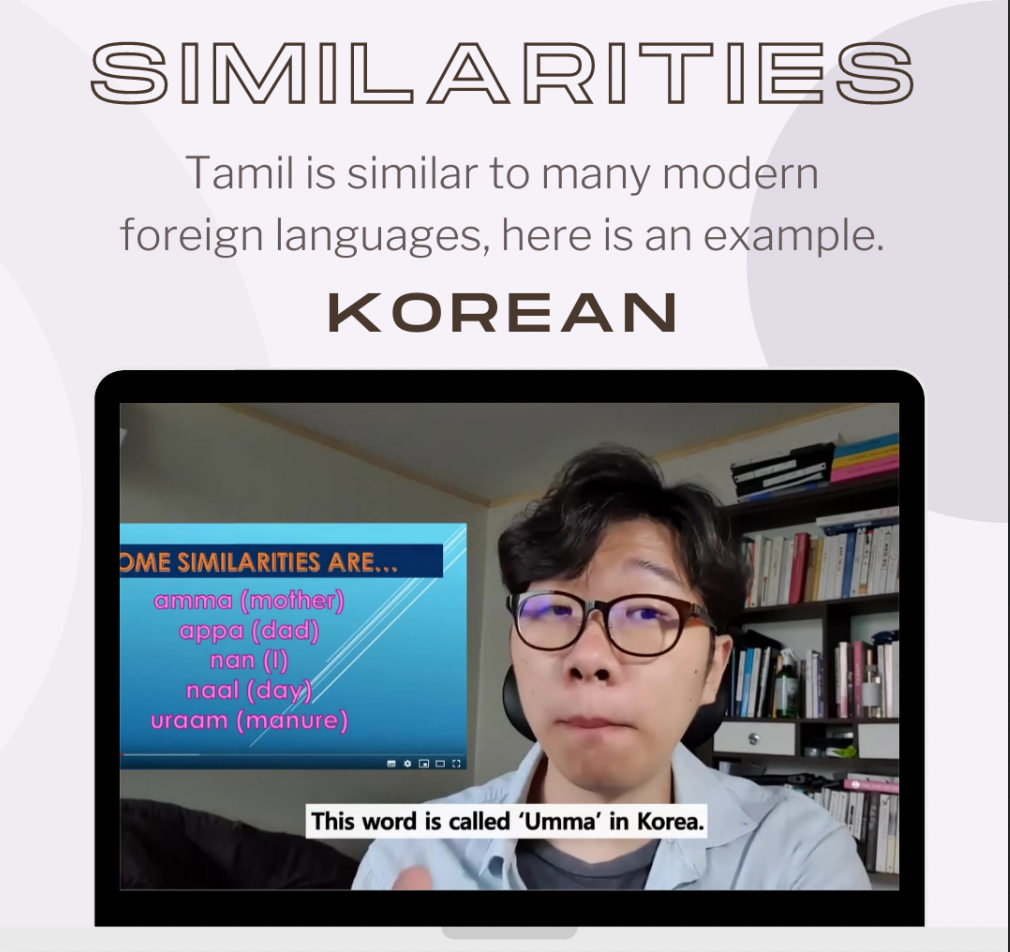 SIMILARITIES
Tamil is similar to many modern
foreign languages, here is an example.
KOREAN
OME SIMILARITIES ARE...
amma (mother)
appa (dad)
nan (I)
naal (day)
uraam (manure)
This word is called ‘Umma’ in Korea.